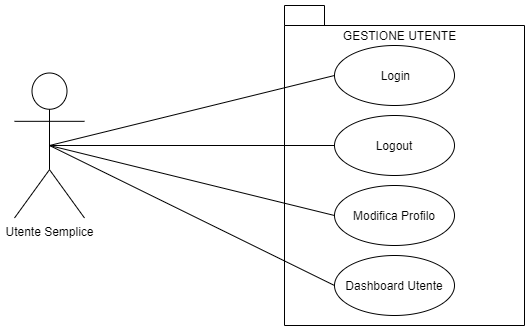 GESTIONE UTENTE
Login
Logout
Modifica Profilo
Dashboard Utente
Utente Semplice